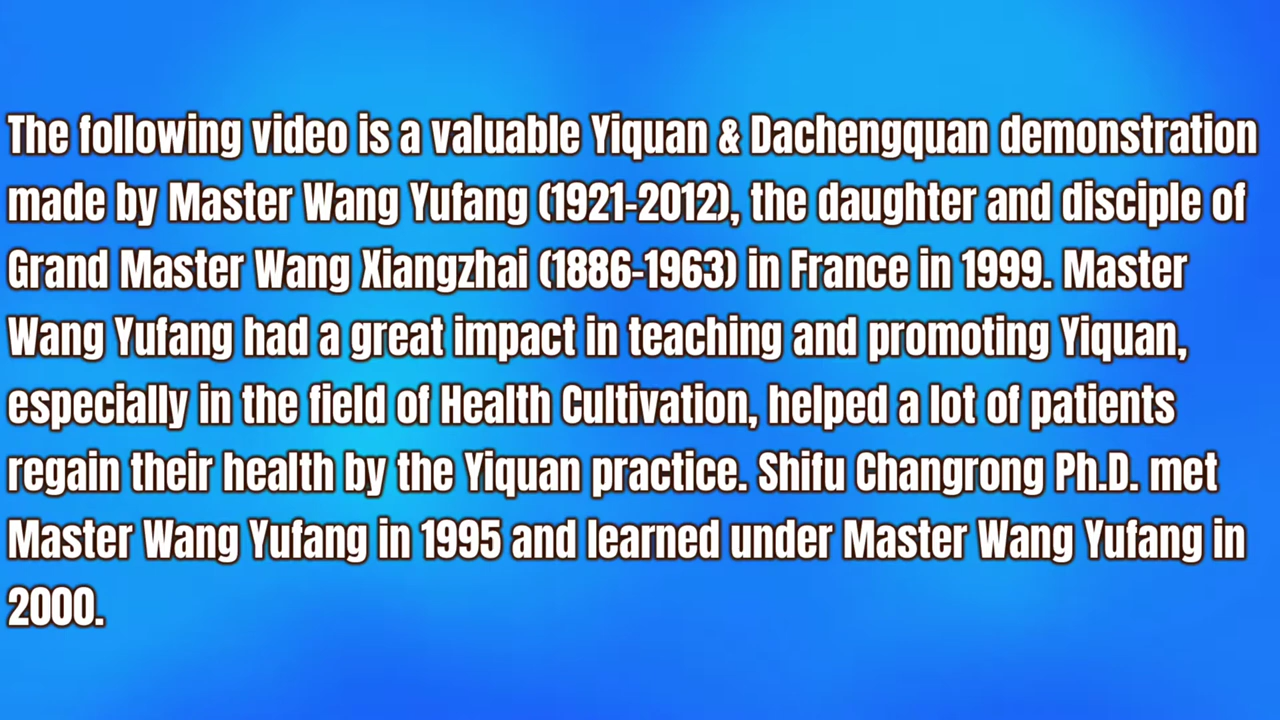 The following video is a valuable Yiquan & Dachengquan demonstration
made by Master Wang Yufang (1921-2012), the daughter and disciple of
Grand Master Wang Xiangzhai (1886-1963) in France in 1999. Master
Wang Yufang had a great impact in teaching and promoting Yiquan,
especially in the field of Health Cultivation, helped a lot of patients
regain their health by the Yiquan practice. Shifu Changrong Ph.D. met
Master Wang Yufang in 1995 and learned under Master Wang Yufang in
2000.